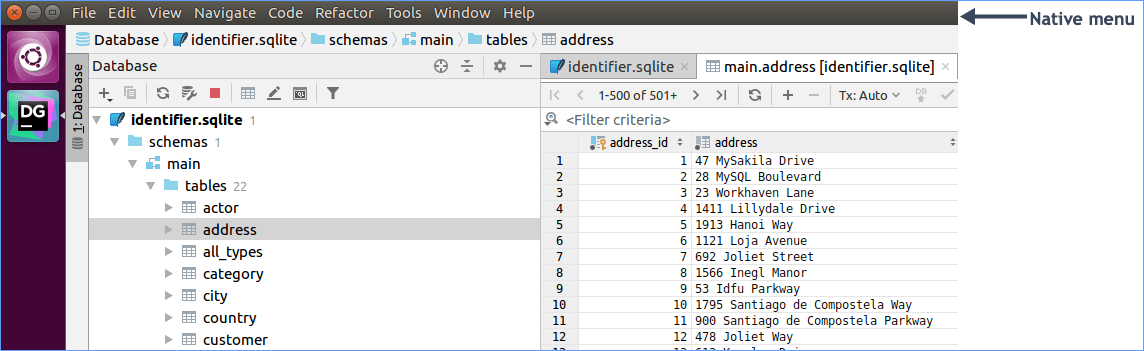 File Edit View Navigate Code Refactor Tools Window Help
Native menu
Database identifier.sqlite schemas main tables address
1: Database
Database
identifier.sqlite 1
schemas 1
main
tables 22
actor
address
all_types
category
city
country
customer
DG
identifier.sqlite main.address [identifier.sqlite]
1-500 of 501+ Tx: Auto DB
<Filter criteria>
address_id address
1 1 47 MySakila Drive
2 2 28 MySQL Boulevard
3 3 23 Workhaven Lane
4 4 1411 Lillydale Drive
5 5 1913 Hanoi Way
6 6 1121 Loja Avenue
7 7 692 Joliet Street
8 8 1566 Inegl Manor
9 9 53 Idfu Parkway
10 10 1795 Santiago de Compostela Way
11 11 900 Santiago de Compostela Parkway
12 12 478 Joliet Way